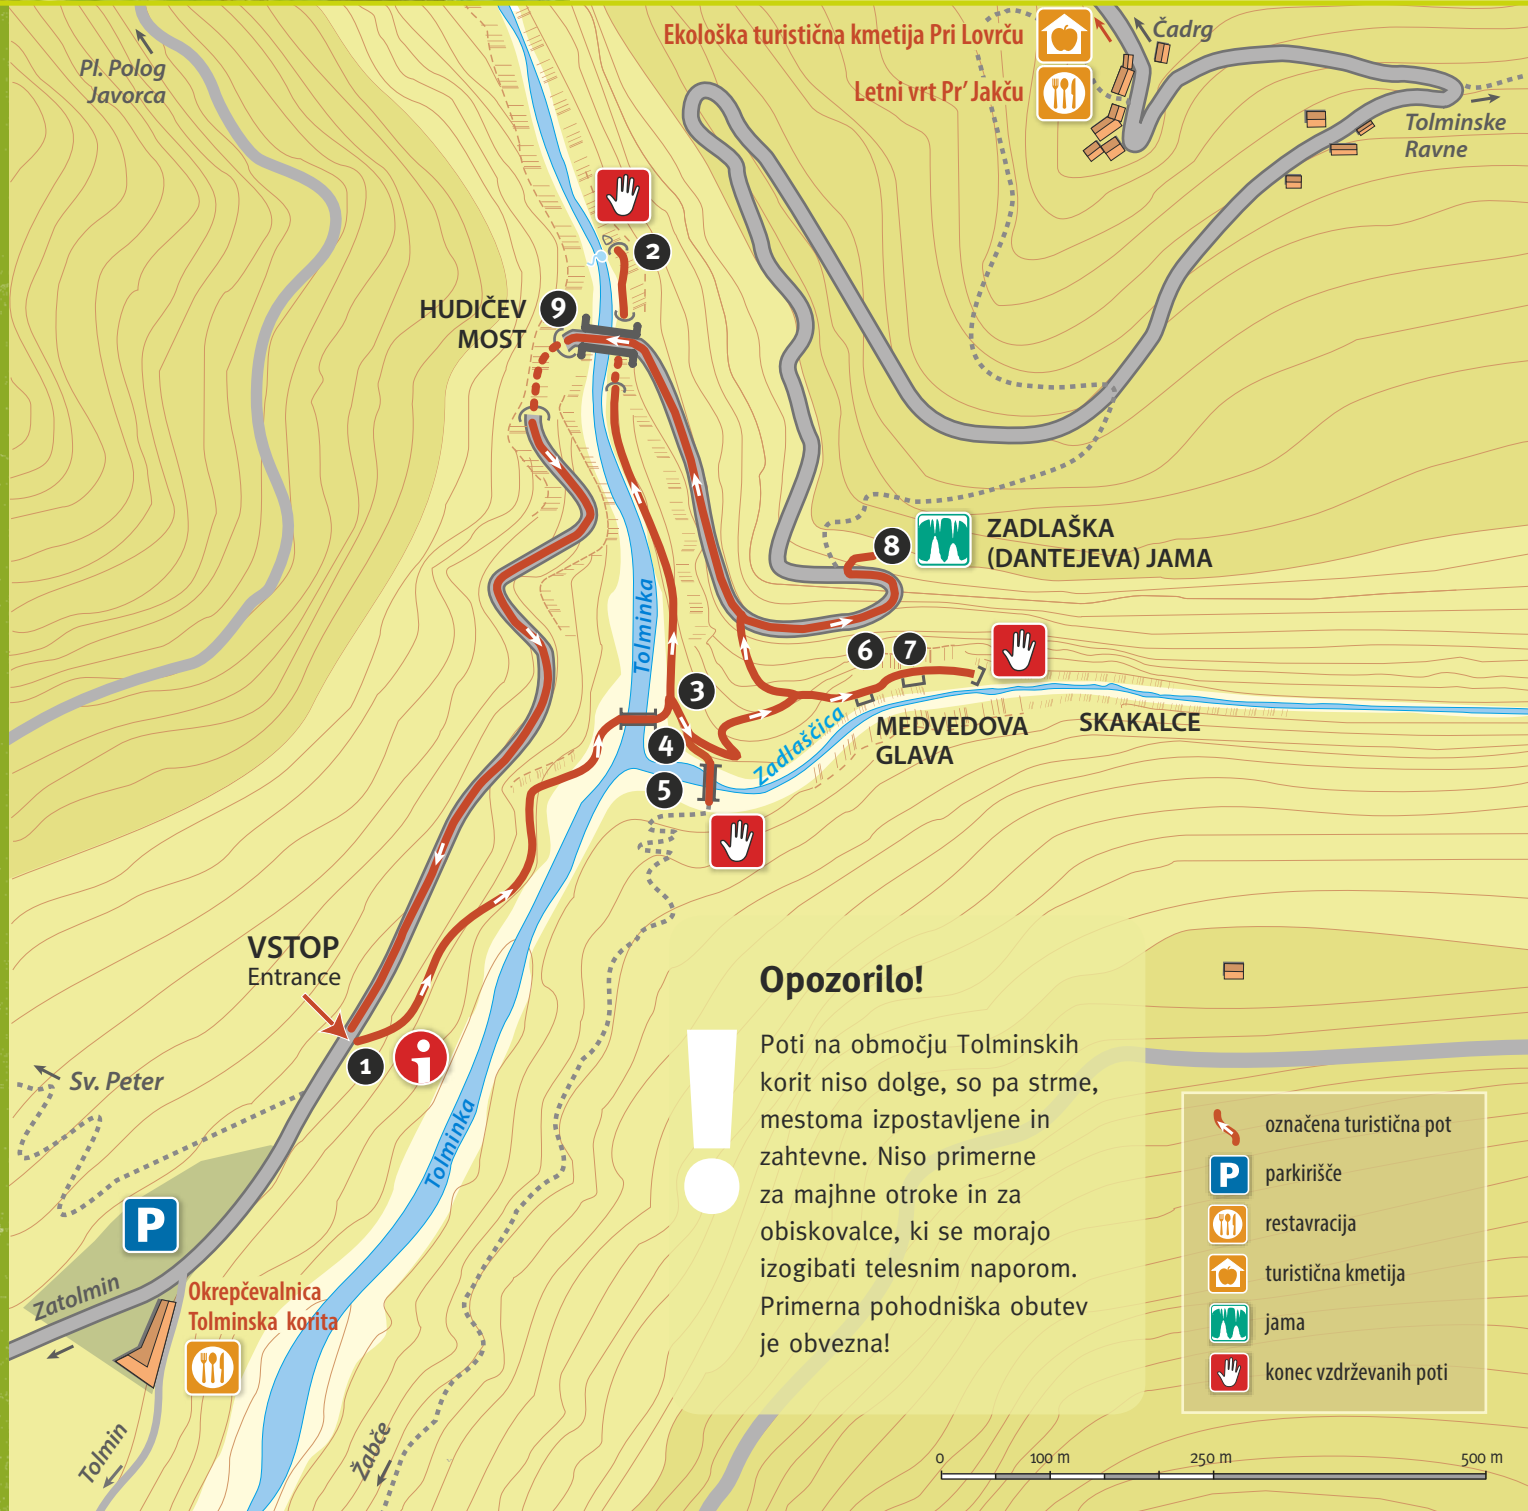 Ekološka turistična kmetija Pri Lovrču
Čadrg
Pl. Polog
Javorca
Letni vrt Pr' Jakču
Tolminske
Ravne
2
HUDIČEV
MOST
9
8
ZADLAŠKA
(DANTEJEVA) JAMA
Tolminka
6
7
3
MEDVEDOVA
GLAVA
SKAKALCE
4
Zadlaščica
5
VSTOP
Entrance
1
i
Sv. Peter
Tolminka
P
Zatolmin
Okrepčevalnica
Tolminska korita
Tolmin
Žabče
Opozorilo!
!
Poti na območju Tolminskih
korit niso dolge, so pa strme,
mestoma izpostavljene in
zahtevne. Niso primerne
za majhne otroke in za
obiskovalce, ki se morajo
izogibati telesnim naporom.
Primerna pohodniška obutev
je obvezna!
označena turistična pot
P parkirišče
restavracija
turistična kmetija
jama
konec vzdrževanih poti
0 100 m 250 m 500 m